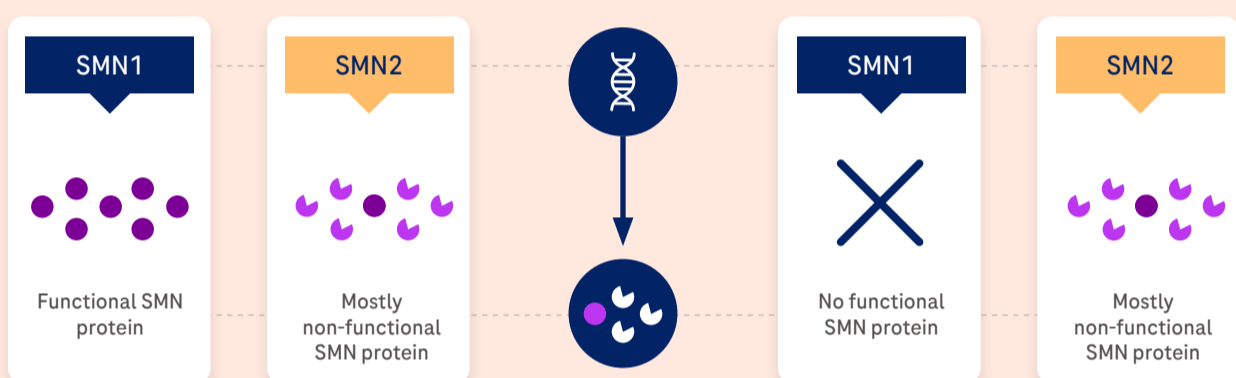 SMN1
Functional SMN
protein
SMN2
Mostly
non-functional
SMN protein
SMN1
No functional
SMN protein
SMN2
Mostly
non-functional
SMN protein